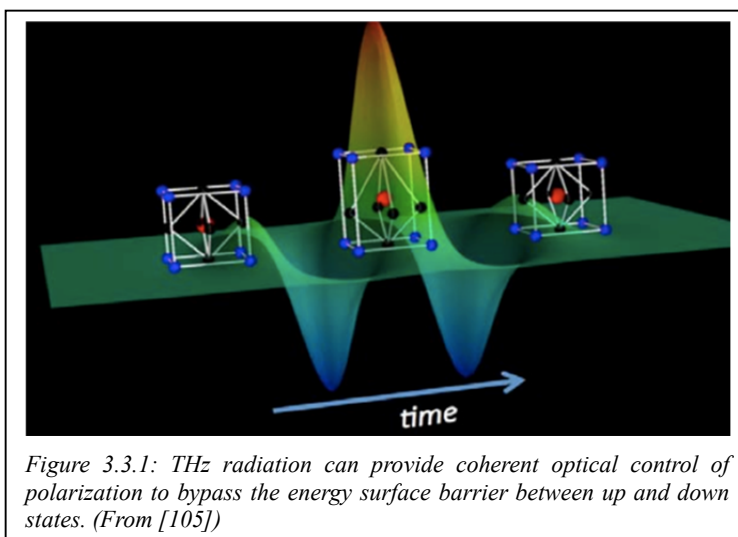 time
Figure 3.3.1: THz radiation can provide coherent optical control of
polarization to bypass the energy surface barrier between up and down
states. (From [105])